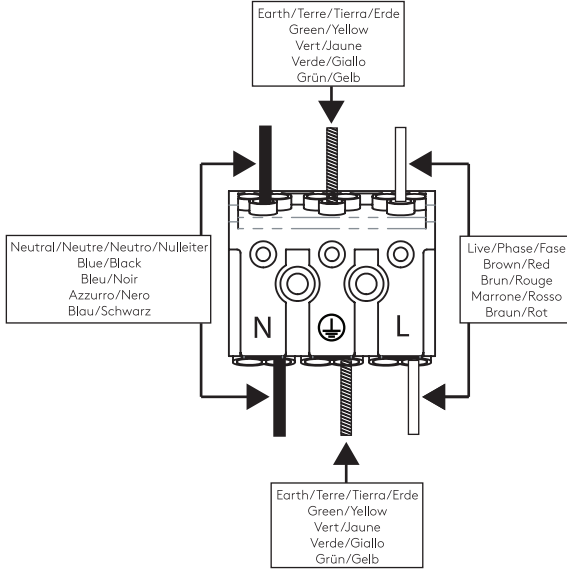 Earth/Terre/Tierra/Erde
Green/Yellow
Vert/Jaune
Verde/Giallo
Grün/Gelb
Neutral/Neutre/Neutro/Nulleiter
Blue/Black
Bleu/Noir
Azzurro/Nero
Blau/Schwarz
Live/Phase/Fase
Brown/Red
Brun/Rouge
Marrone/Rosso
Braun/Rot
N
L
Earth/Terre/Tierra/Erde
Green/Yellow
Vert/Jaune
Verde/Giallo
Grün/Gelb